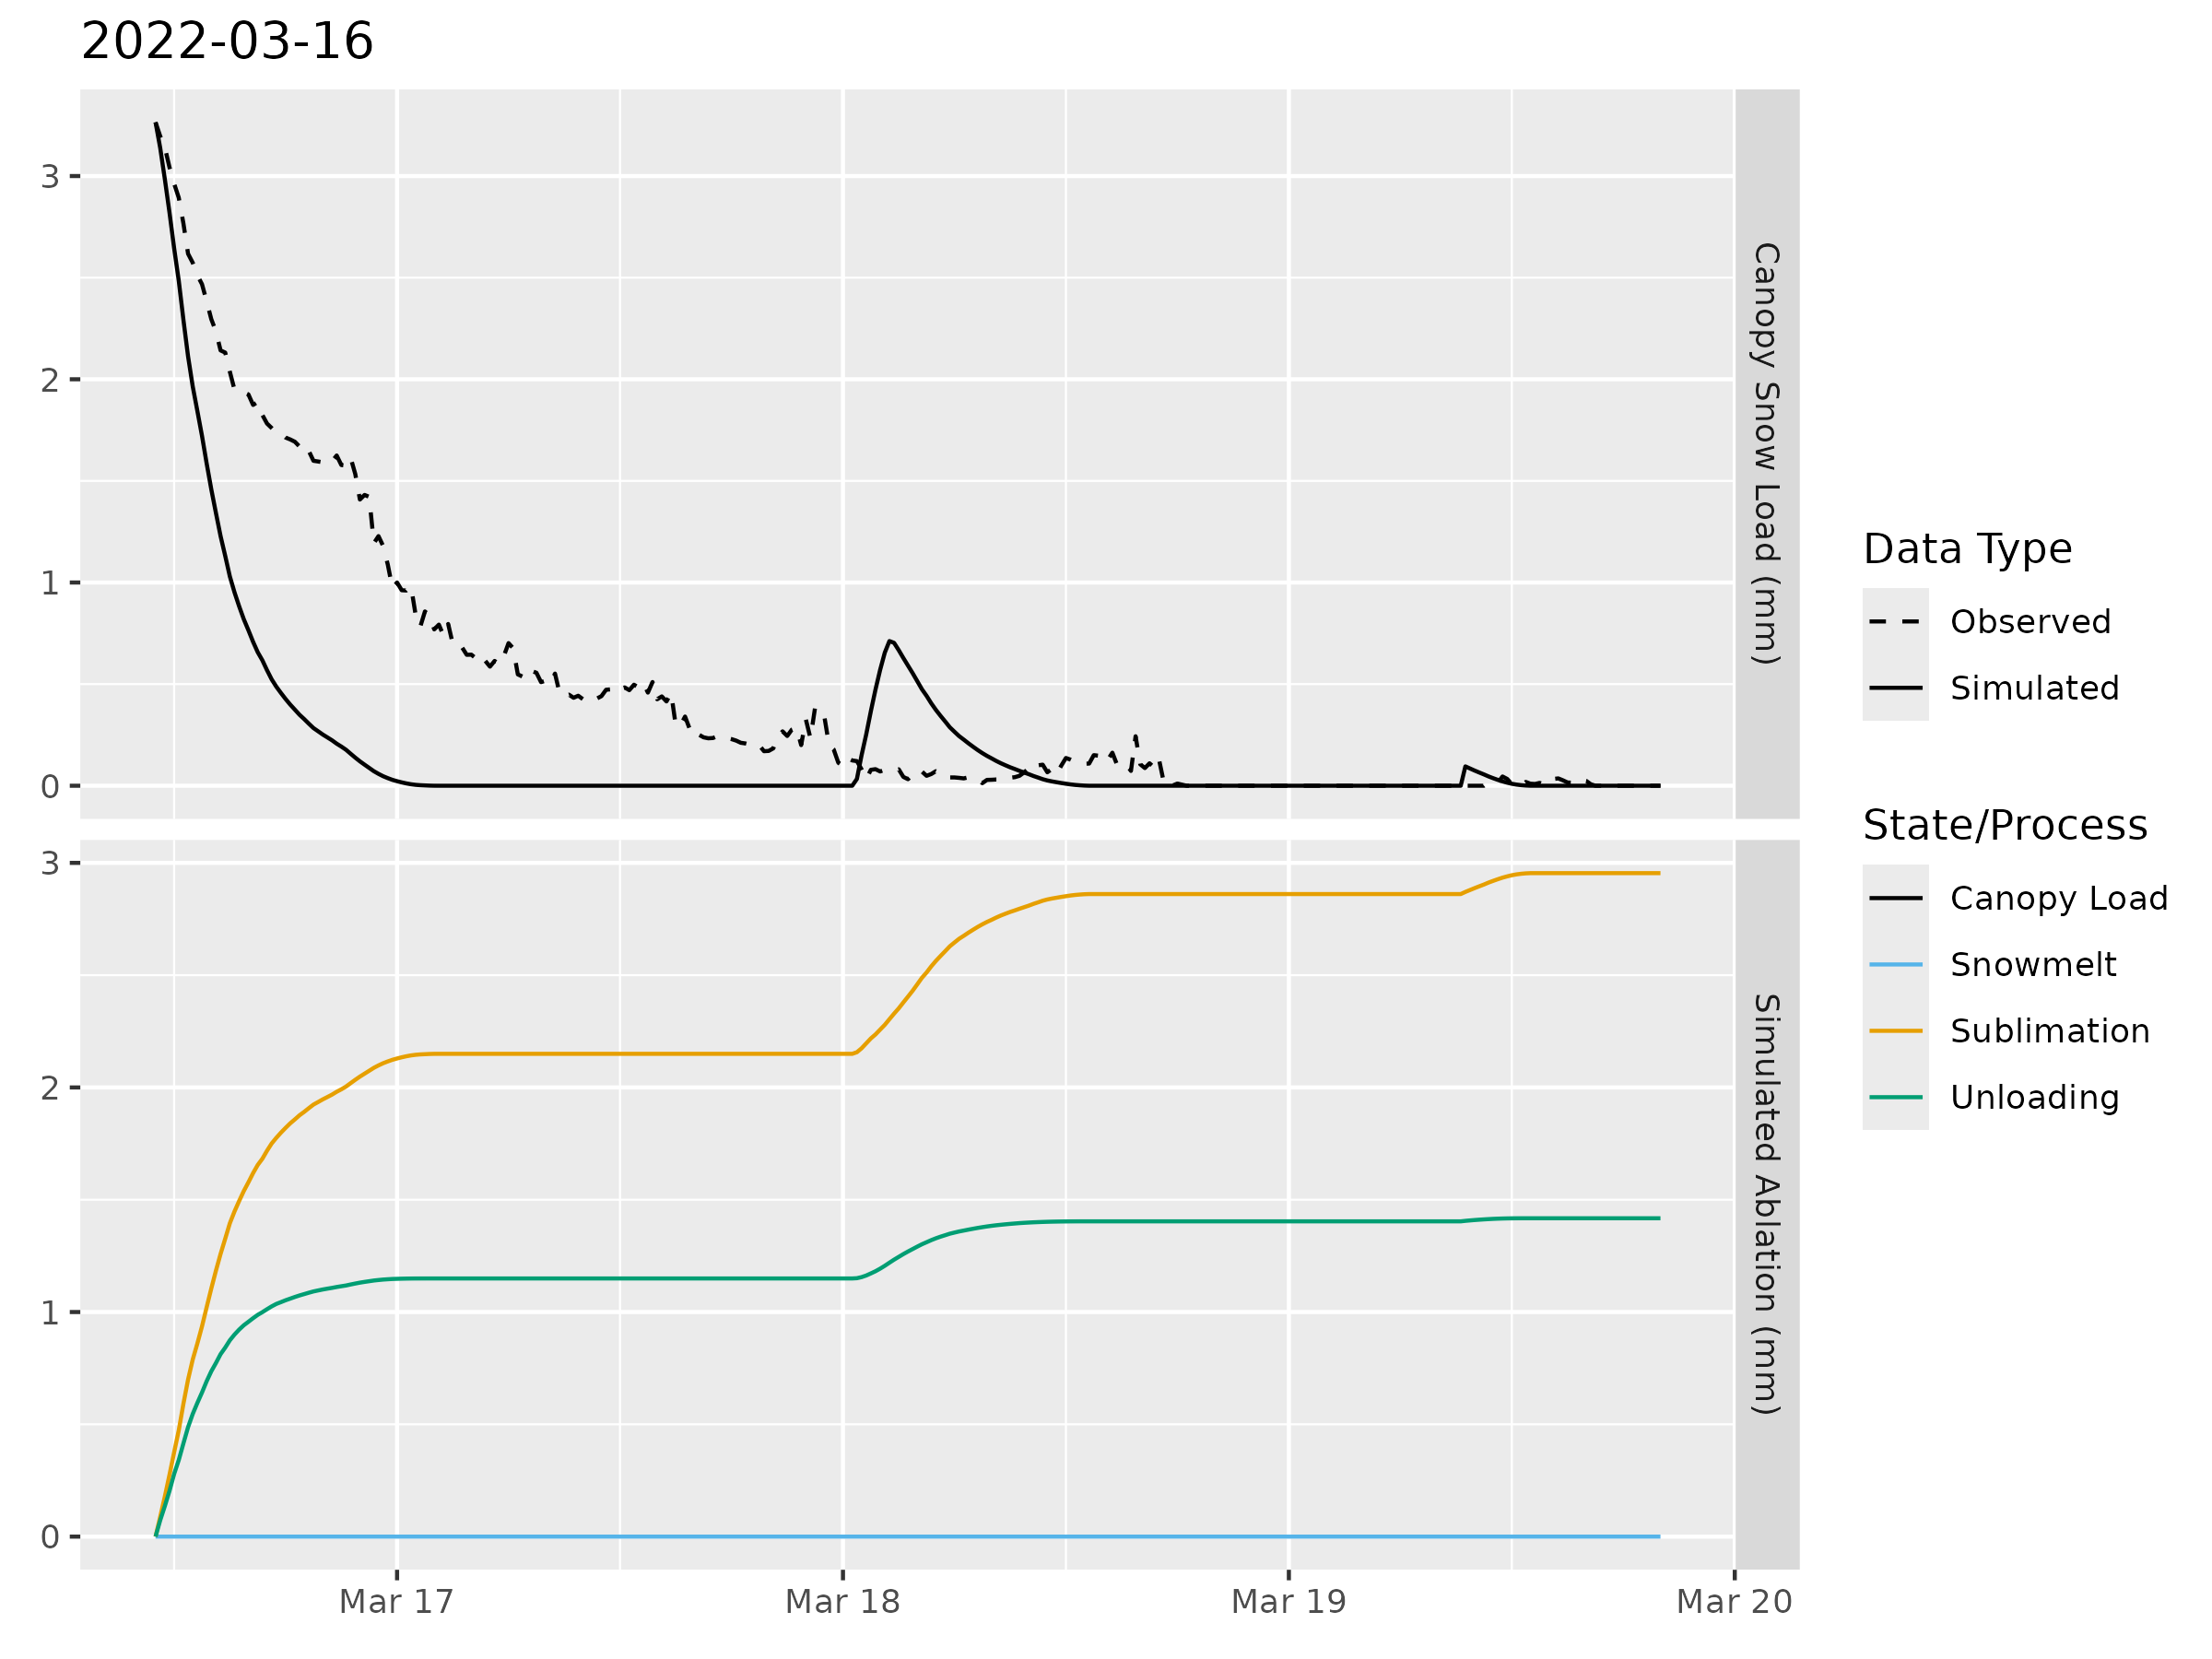 2022-03-16
3
2
1
0
Canopy Snow Load (mm)
3
2
1
0
Simulated Ablation (mm)
Mar 17
Mar 18
Mar 19
Mar 20
Data Type
Observed
Simulated
State/Process
Canopy Load
Snowmelt
Sublimation
Unloading